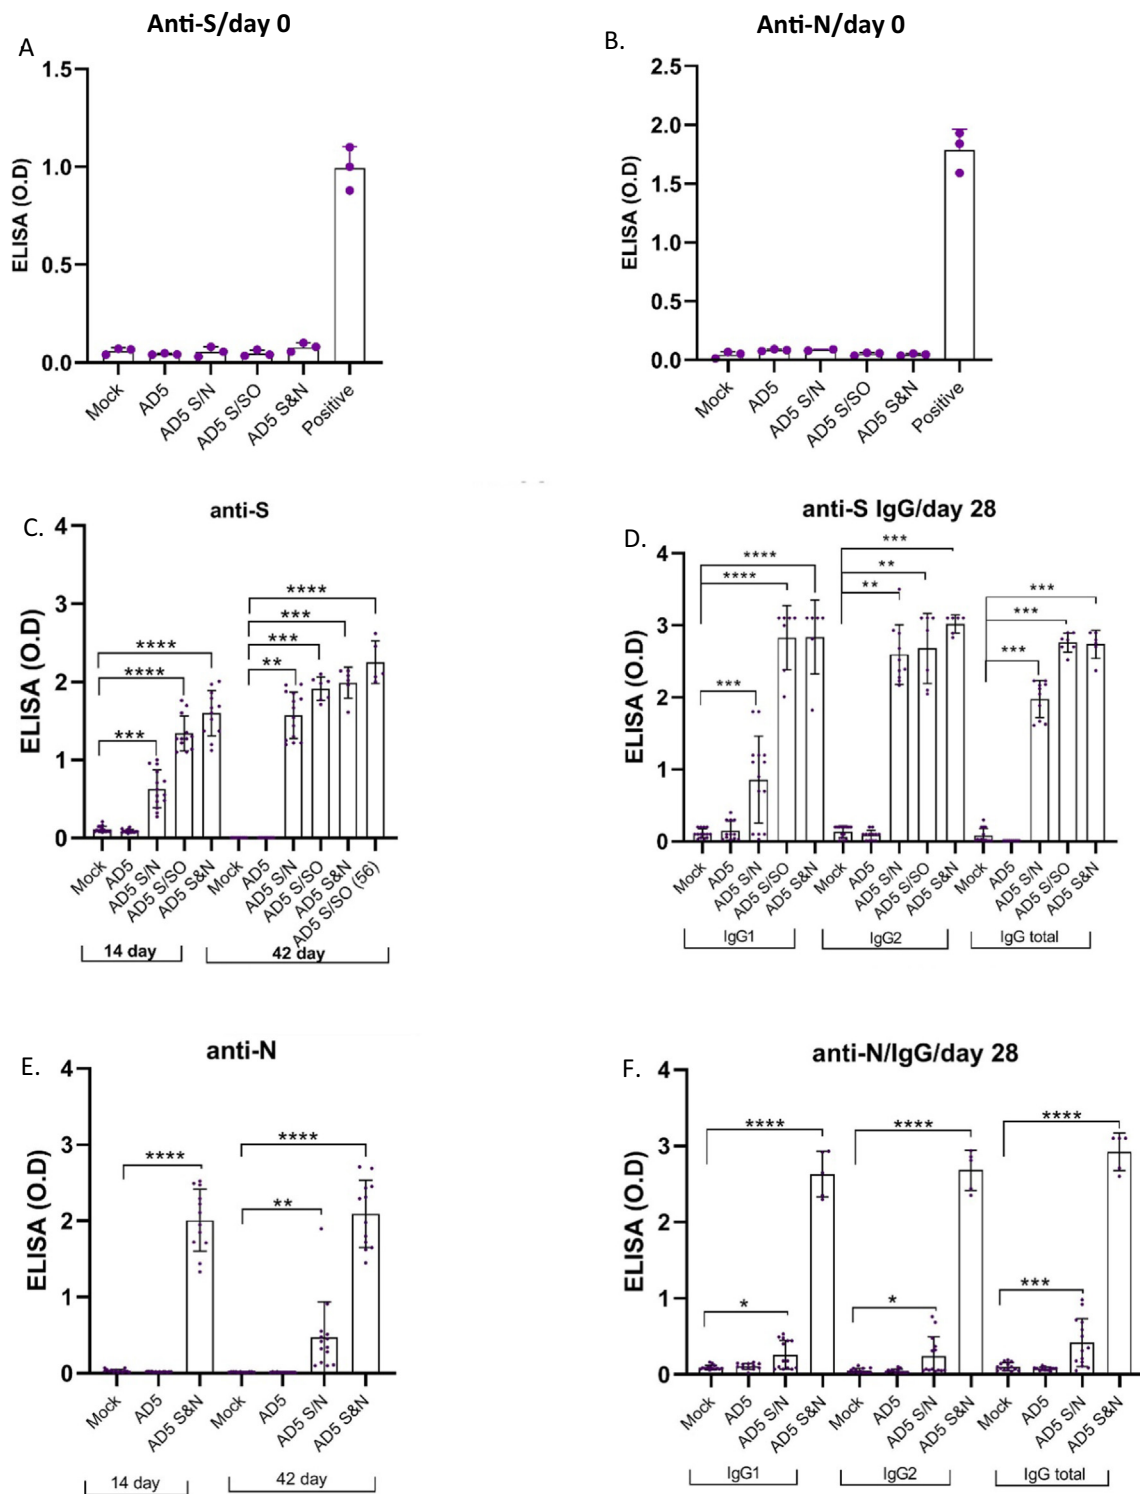 Anti-S/day 0
A
1.5
1.0
0.5
0.0
ELISA (O.D)
Mock
AD5
AD5 S/N
AD5 S/SO
AD5 S&N
Positive
Anti-N/day 0
B.
2.5
2.0
1.5
1.0
0.5
0.0
ELISA (O.D)
Mock
AD5
AD5 S/N
AD5 S/SO
AD5 S&N
Positive
anti-S
C.
4
3
2
1
0
ELISA (O.D)
****
****
***
****
***
***
**
Mock
AD5
AD5 S/N
AD5 S/SO
AD5 S&N
Mock
AD5
AD5 S/N
AD5 S/SO
AD5 S&N
AD5 S/SO (56)
14 day
42 day
anti-S IgG/day 28
D.
4
3
2
1
0
ELISA (O.D)
****
****
***
***
**
**
***
***
***
Mock
AD5
AD5 S/N
AD5 S/SO
AD5 S&N
Mock
AD5
AD5 S/N
AD5 S/SO
AD5 S&N
Mock
AD5
AD5 S/N
AD5 S/SO
AD5 S&N
IgG1
IgG2
IgG total
anti-N
E.
4
3
2
1
0
ELISA (O.D)
****
****
**
Mock
AD5
AD5 S&N
Mock
AD5
AD5 S/N
AD5 S&N
14 day
42 day
anti-N/IgG/day 28
F.
4
3
2
1
0
ELISA (O.D)
****
*
****
*
****
***
Mock
AD5
AD5 S/N
AD5 S&N
Mock
AD5
AD5 S/N
AD5 S&N
Mock
AD5
AD5 S/N
AD5 S&N
IgG1
IgG2
IgG total